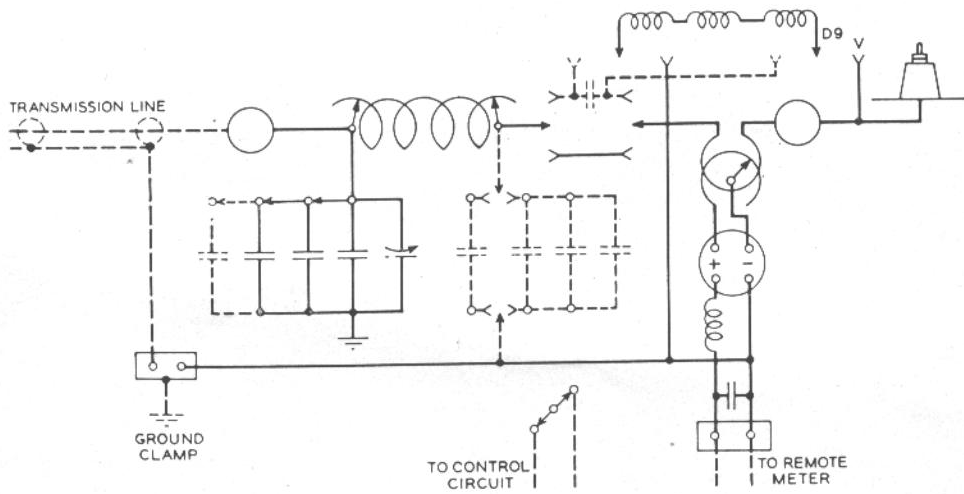 D9
V
TRANSMISSION LINE
+ -
GROUND
CLAMP
TO CONTROL
CIRCUIT
TO REMOTE
METER